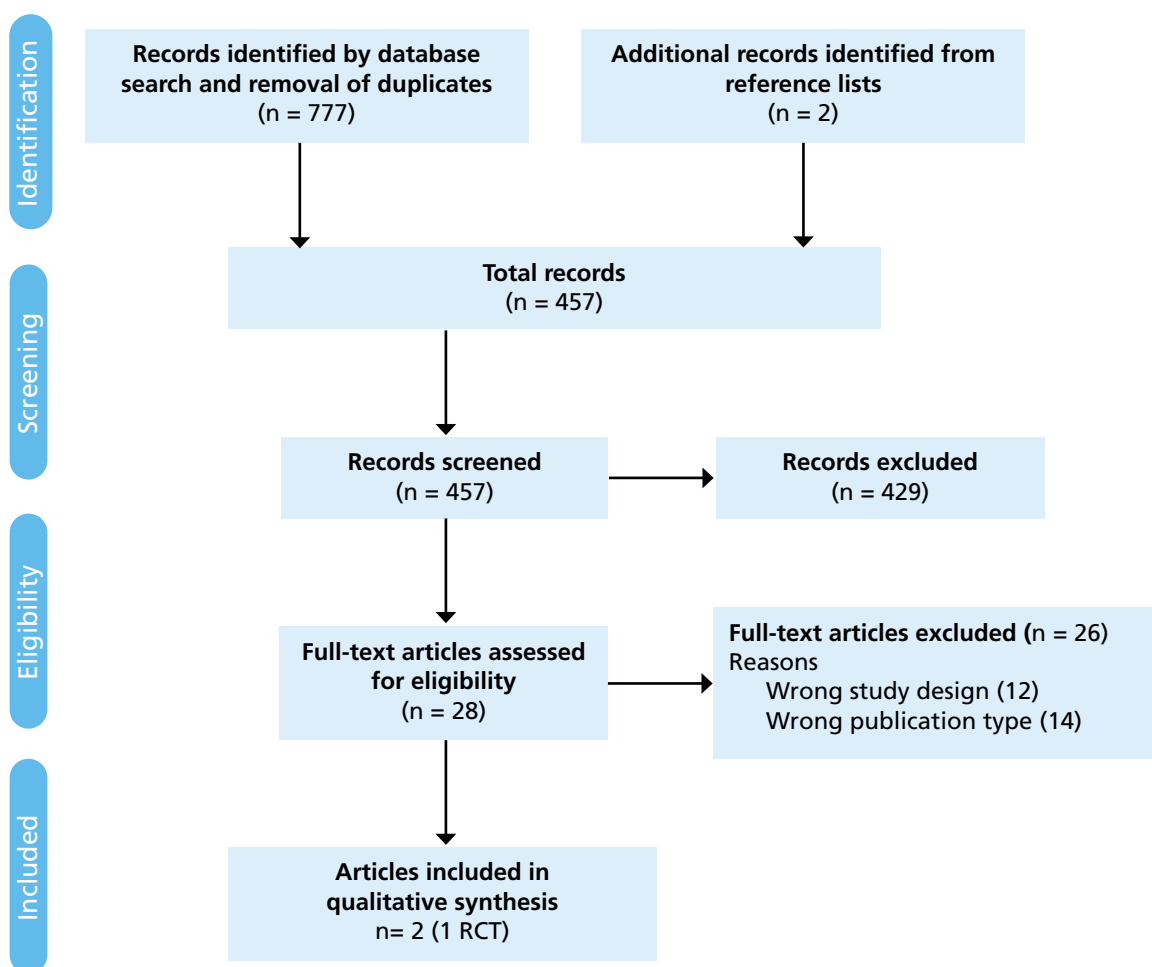 Identification
Records identified by database
search and removal of duplicates
(n = 777)
Additional records identified from
reference lists
(n = 2)
Screening
Total records
(n = 457)
Records screened
(n = 457)
Records excluded
(n = 429)
Eligibility
Full-text articles assessed
for eligibility
(n = 28)
Full-text articles excluded (n = 26)
Reasons
Wrong study design (12)
Wrong publication type (14)
Included
Articles included in
qualitative synthesis
n= 2 (1 RCT)